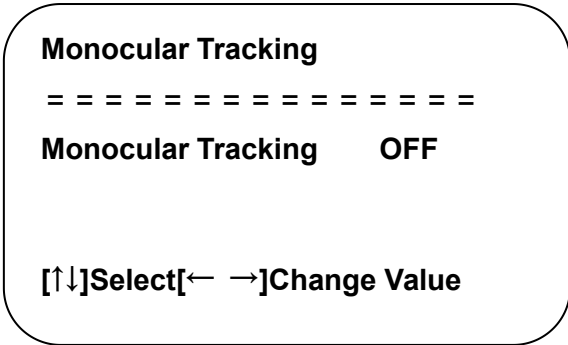 Monocular Tracking
= = = = = = = = = = = = = = =
Monocular Tracking OFF
[↑↓]Select[← →]Change Value